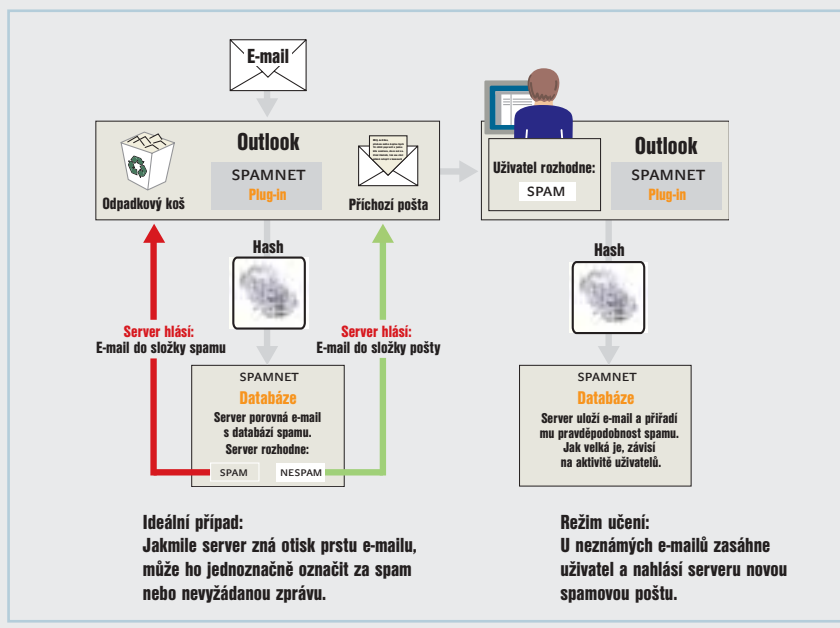 E-mail
Outlook
SPAMNET
Plug-in
Odpadkový koš
Příchozí pošta
Hash
Server hlásí:
E-mail do složky spamu
Server hlásí:
E-mail do složky pošty
SPAMNET
Databáze
Server porovná e-mail
s databází spamu.
Server rozhodne:
SPAM
NESPAM
Ideální případ:
Jakmile server zná otisk prstu e-mailu,
může ho jednoznačně označit za spam
nebo nevyžádanou zprávu.
Uživatel rozhodne:
SPAM
Outlook
SPAMNET
Plug-in
Hash
SPAMNET
Databáze
Server uloží e-mail a přiřadí
mu pravděpodobnost spamu.
Jak velká je, závisí
na aktivitě uživatelů.
Režim učení:
U neznámých e-mailů zasáhne
uživatel a nahlásí serveru novou
spamovou poštu.